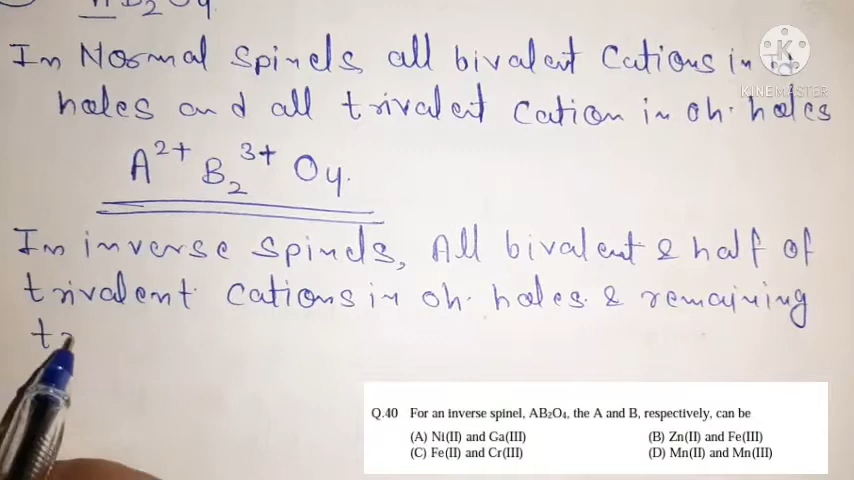 AB2O4
In Normal spinels all bivalent cations in Th
KINEMASTER
holes and all trivalent cation in oh. holes
A2+ B2 3+ O4.
In inverse spinels, All bivalent & half of
trivalent cations in oh. holes & remaining
Q.40 For an inverse spinel, AB₂O₄, the A and B, respectively, can be
(A) Ni(II) and Ga(III) (B) Zn(II) and Fe(III)
(C) Fe(II) and Cr(III) (D) Mn(II) and Mn(III)